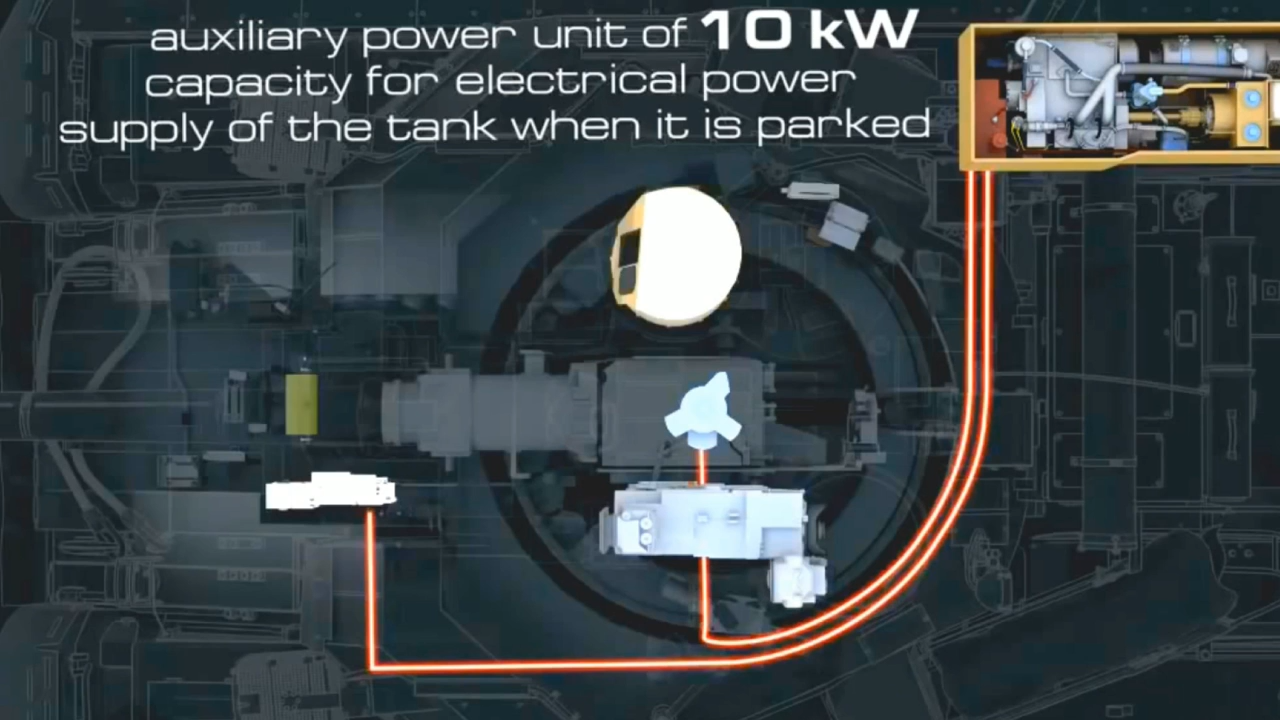 auxiliary power unit of 10 kW
capacity for electrical power
supply of the tank when it is parked